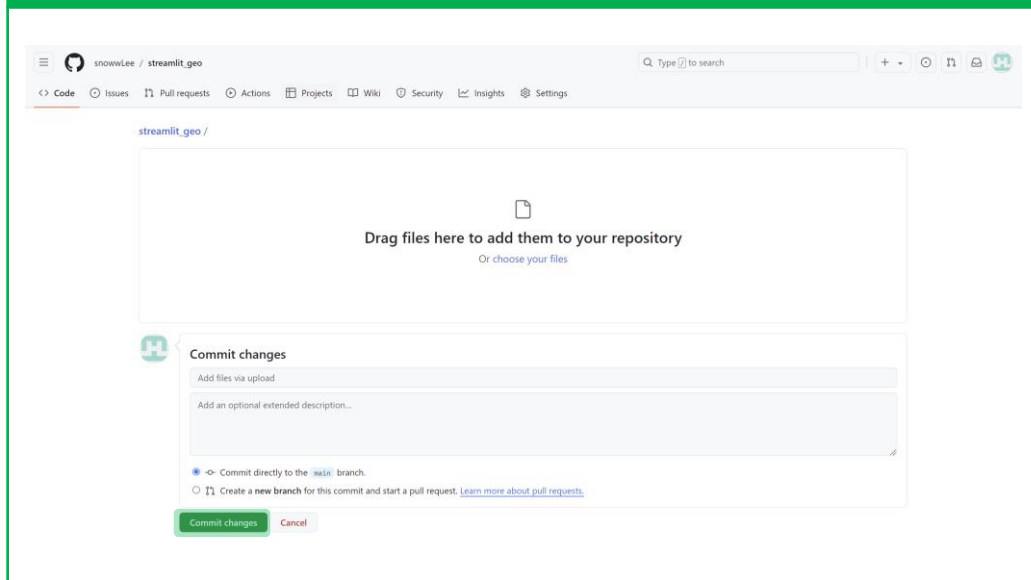 snowwLee / streamlit_geo
Type / to search
Code Issues Pull requests Actions Projects Wiki Security Insights Settings
streamlit_geo /
Drag files here to add them to your repository
Or choose your files
Commit changes
Add files via upload
Add an optional extended description...
Commit directly to the main branch.
Create a new branch for this commit and start a pull request. Learn more about pull requests.
Commit changes Cancel